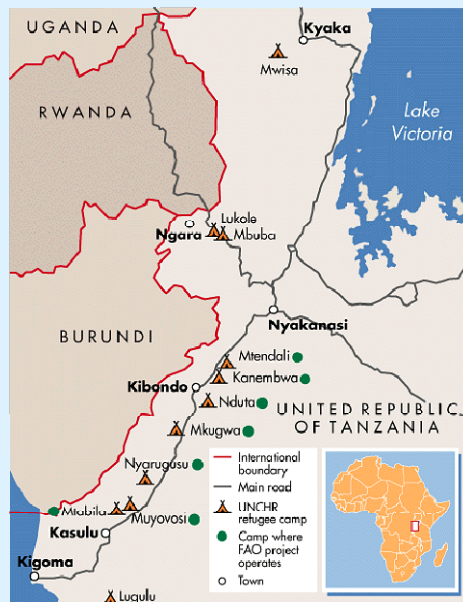 UGANDA
Kyaka
Mwisa
RWANDA
Lake
Victoria
Lukole
Ngara
Mbuba
Nyakanasi
BURUNDI
Mtendali
Kanembwa
Kibondo
Nduta
UNITED REPUBLIC
OF TANZANIA
Mkugwa
Nyarugusu
Mtabila
Muyovosi
Kasulu
Kigoma
Lugulu
International
boundary
Main road
UNCHR
refugee camp
Camp where
FAO project
operates
Town